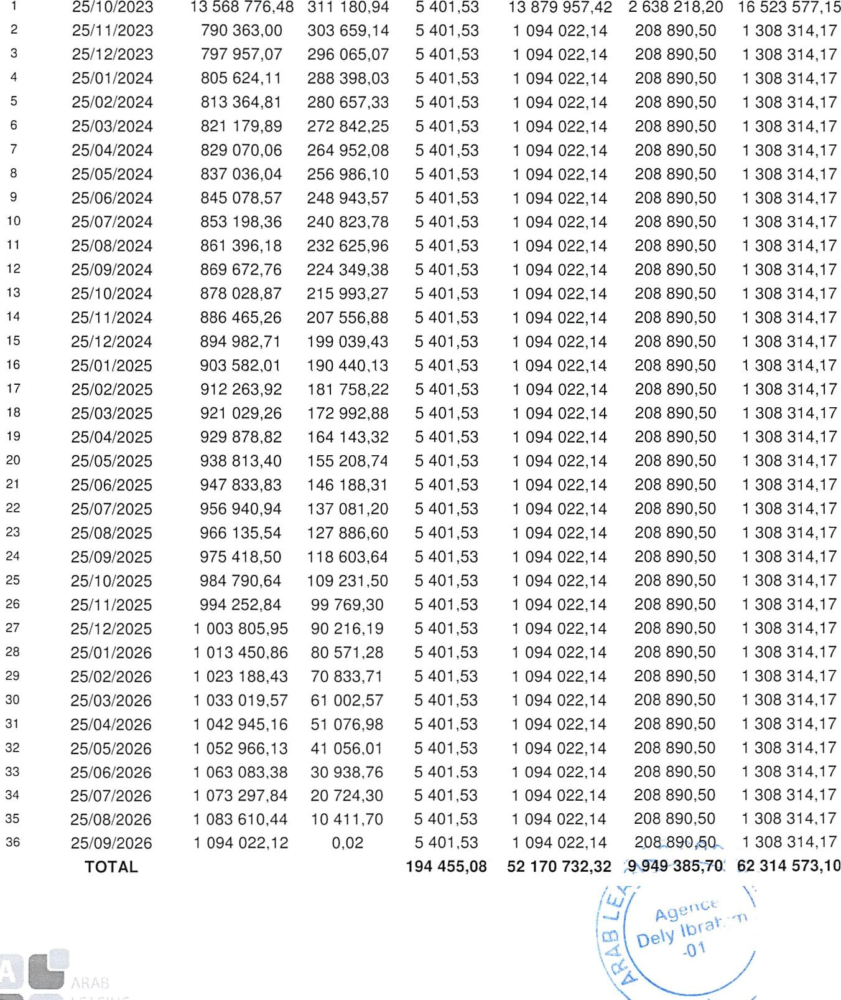 1 25/10/2023 13 568 776,48 311 180,94 5 401,53 13 879 957,42 2 638 218,20 16 523 577,15
2 25/11/2023 790 363,00 303 659,14 5 401,53 1 094 022,14 208 890,50 1 308 314,17
3 25/12/2023 797 957,07 296 065,07 5 401,53 1 094 022,14 208 890,50 1 308 314,17
4 25/01/2024 805 624,11 288 398,03 5 401,53 1 094 022,14 208 890,50 1 308 314,17
5 25/02/2024 813 364,81 280 657,33 5 401,53 1 094 022,14 208 890,50 1 308 314,17
6 25/03/2024 821 179,89 272 842,25 5 401,53 1 094 022,14 208 890,50 1 308 314,17
7 25/04/2024 829 070,06 264 952,08 5 401,53 1 094 022,14 208 890,50 1 308 314,17
8 25/05/2024 837 036,04 256 986,10 5 401,53 1 094 022,14 208 890,50 1 308 314,17
9 25/06/2024 845 078,57 248 943,57 5 401,53 1 094 022,14 208 890,50 1 308 314,17
10 25/07/2024 853 198,36 240 823,78 5 401,53 1 094 022,14 208 890,50 1 308 314,17
11 25/08/2024 861 396,18 232 625,96 5 401,53 1 094 022,14 208 890,50 1 308 314,17
12 25/09/2024 869 672,76 224 349,38 5 401,53 1 094 022,14 208 890,50 1 308 314,17
13 25/10/2024 878 028,87 215 993,27 5 401,53 1 094 022,14 208 890,50 1 308 314,17
14 25/11/2024 886 465,26 207 556,88 5 401,53 1 094 022,14 208 890,50 1 308 314,17
15 25/12/2024 894 982,71 199 039,43 5 401,53 1 094 022,14 208 890,50 1 308 314,17
16 25/01/2025 903 582,01 190 440,13 5 401,53 1 094 022,14 208 890,50 1 308 314,17
17 25/02/2025 912 263,92 181 758,22 5 401,53 1 094 022,14 208 890,50 1 308 314,17
18 25/03/2025 921 029,26 172 992,88 5 401,53 1 094 022,14 208 890,50 1 308 314,17
19 25/04/2025 929 878,82 164 143,32 5 401,53 1 094 022,14 208 890,50 1 308 314,17
20 25/05/2025 938 813,40 155 208,74 5 401,53 1 094 022,14 208 890,50 1 308 314,17
21 25/06/2025 947 833,83 146 188,31 5 401,53 1 094 022,14 208 890,50 1 308 314,17
22 25/07/2025 956 940,94 137 081,20 5 401,53 1 094 022,14 208 890,50 1 308 314,17
23 25/08/2025 966 135,54 127 886,60 5 401,53 1 094 022,14 208 890,50 1 308 314,17
24 25/09/2025 975 418,50 118 603,64 5 401,53 1 094 022,14 208 890,50 1 308 314,17
25 25/10/2025 984 790,64 109 231,50 5 401,53 1 094 022,14 208 890,50 1 308 314,17
26 25/11/2025 994 252,84 99 769,30 5 401,53 1 094 022,14 208 890,50 1 308 314,17
27 25/12/2025 1 003 805,95 90 216,19 5 401,53 1 094 022,14 208 890,50 1 308 314,17
28 25/01/2026 1 013 450,86 80 571,28 5 401,53 1 094 022,14 208 890,50 1 308 314,17
29 25/02/2026 1 023 188,43 70 833,71 5 401,53 1 094 022,14 208 890,50 1 308 314,17
30 25/03/2026 1 033 019,57 61 002,57 5 401,53 1 094 022,14 208 890,50 1 308 314,17
31 25/04/2026 1 042 945,16 51 076,98 5 401,53 1 094 022,14 208 890,50 1 308 314,17
32 25/05/2026 1 052 966,13 41 056,01 5 401,53 1 094 022,14 208 890,50 1 308 314,17
33 25/06/2026 1 063 083,38 30 938,76 5 401,53 1 094 022,14 208 890,50 1 308 314,17
34 25/07/2026 1 073 297,84 20 724,30 5 401,53 1 094 022,14 208 890,50 1 308 314,17
35 25/08/2026 1 083 610,44 10 411,70 5 401,53 1 094 022,14 208 890,50 1 308 314,17
36 25/09/2026 1 094 022,12 0,02 5 401,53 1 094 022,14 208 890,50 1 308 314,17
TOTAL 194 455,08 52 170 732,32 9 949 385,70 62 314 573,10
ARAB LEA
Agence
Dely
-01
A
ARAB